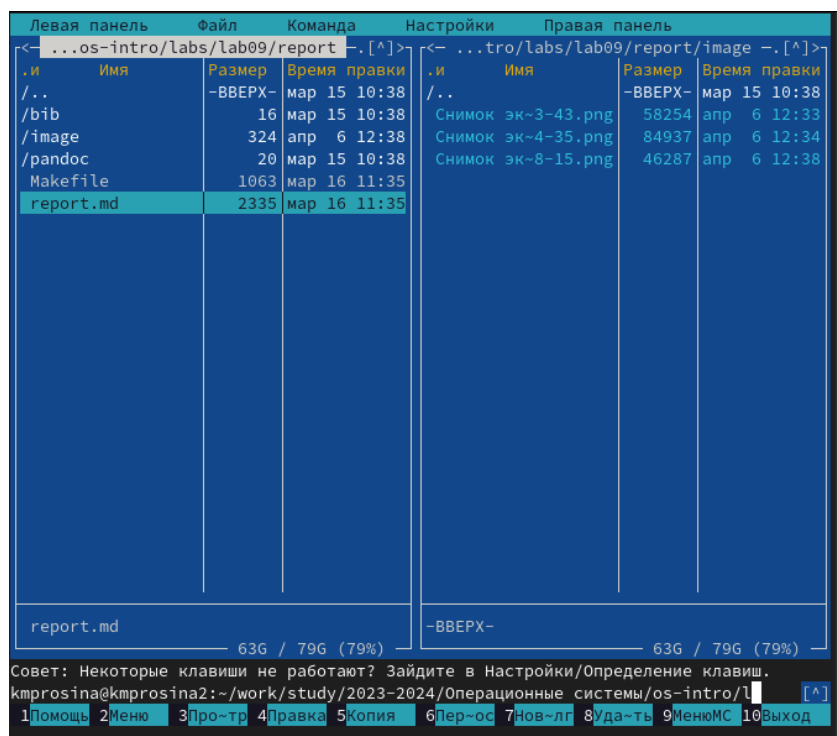 Левая панель Файл Команда Настройки Правая панель
<─ ...os-intro/labs/lab09/report ─.[^]>
.и Имя Размер Время правки
/.. -ВВЕРХ- мар 15 10:38
/bib 16 мар 15 10:38
/image 324 апр 6 12:38
/pandoc 20 мар 15 10:38
Makefile 1063 мар 16 11:35
report.md 2335 мар 16 11:35
report.md
63G / 79G (79%)
<─ ...tro/labs/lab09/report/image ─.[^]>
.и Имя Размер Время правки
/.. -ВВЕРХ- мар 15 10:38
Снимок эк~3-43.png 58254 апр 6 12:33
Снимок эк~4-35.png 84937 апр 6 12:34
Снимок эк~8-15.png 46287 апр 6 12:38
-ВВЕРХ-
63G / 79G (79%)
Совет: Некоторые клавиши не работают? Зайдите в Настройки/Определение клавиш.
kmprosina@kmprosina2:~/work/study/2023-2024/Операционные системы/os-intro/l [^]
1Помощь 2Меню 3Про~тр 4Правка 5Копия 6Пер~ос 7Нов~лг 8Уда~ть 9МенюMC 10Выход